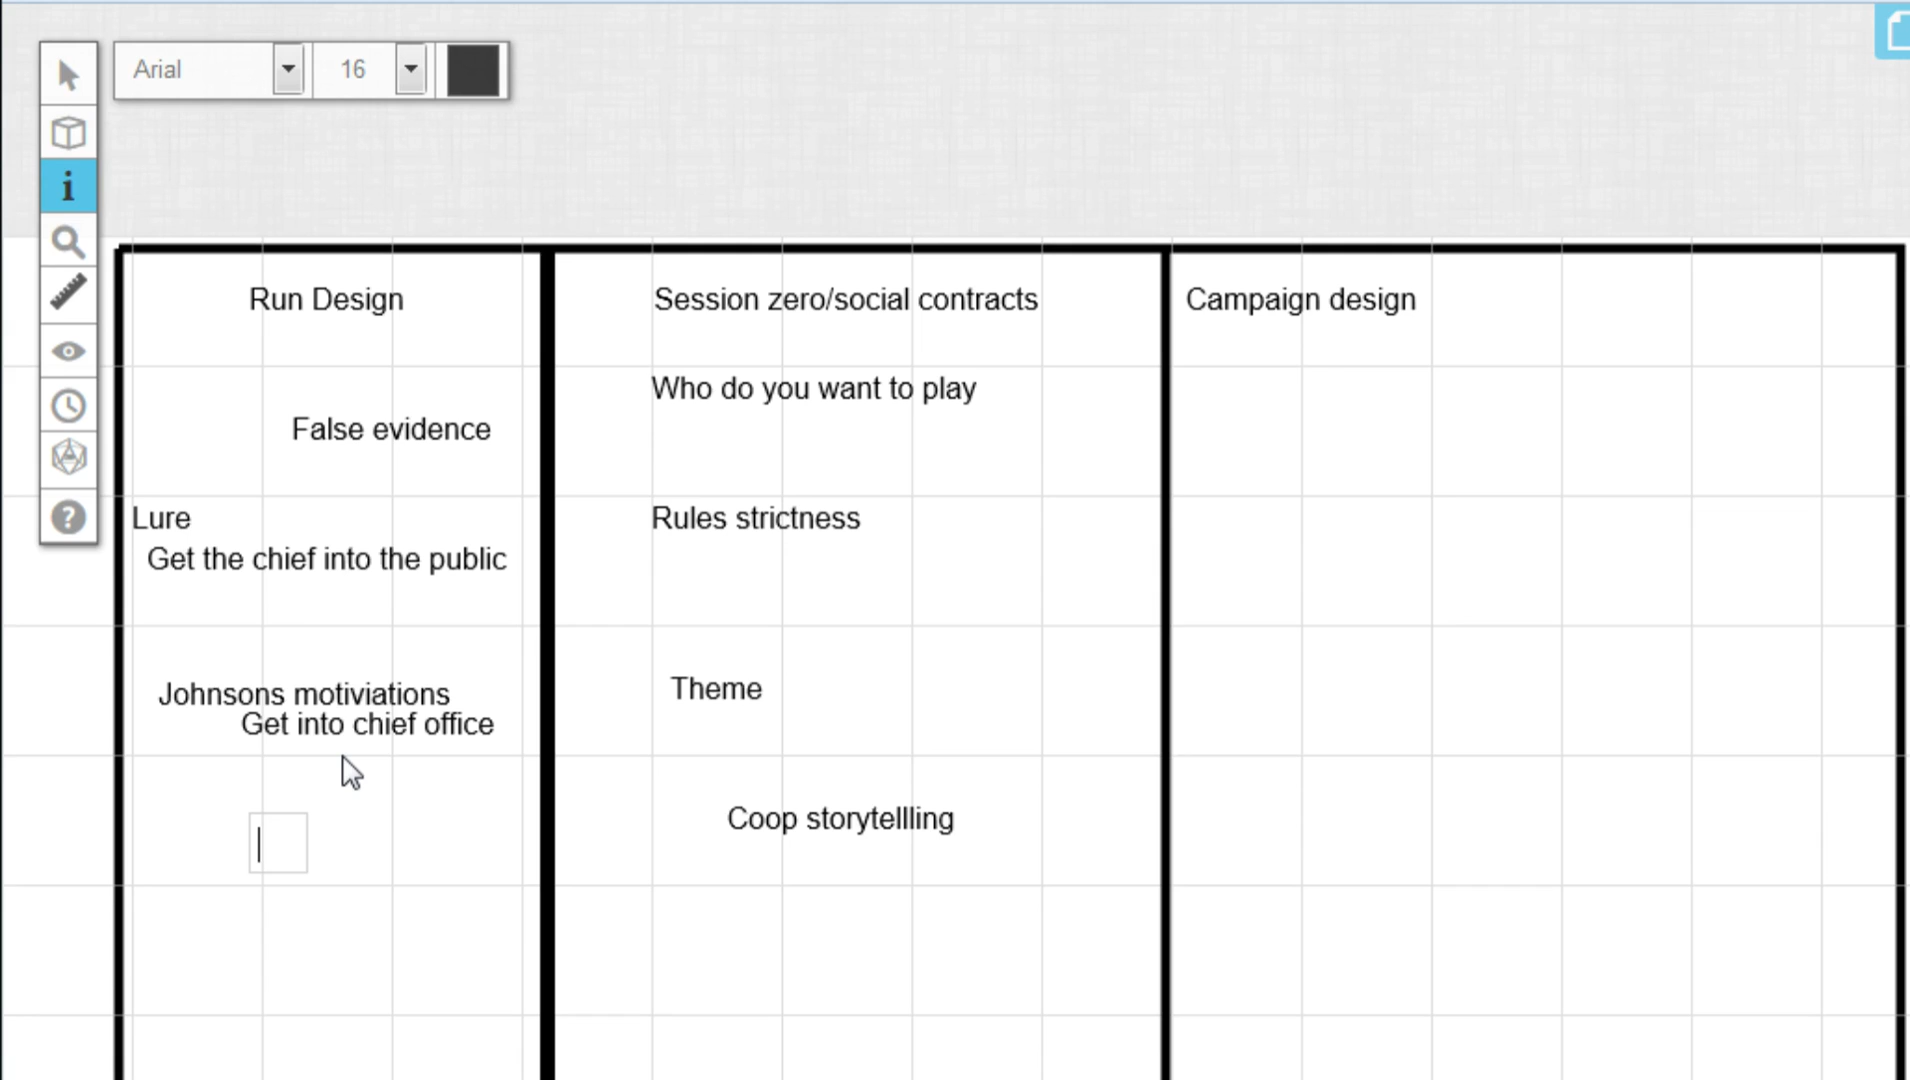 Arial
16
i
?
Run Design
False evidence
Lure
Get the chief into the public
Johnsons motiviations
Get into chief office
Session zero/social contracts
Who do you want to play
Rules strictness
Theme
Coop storytellling
Campaign design